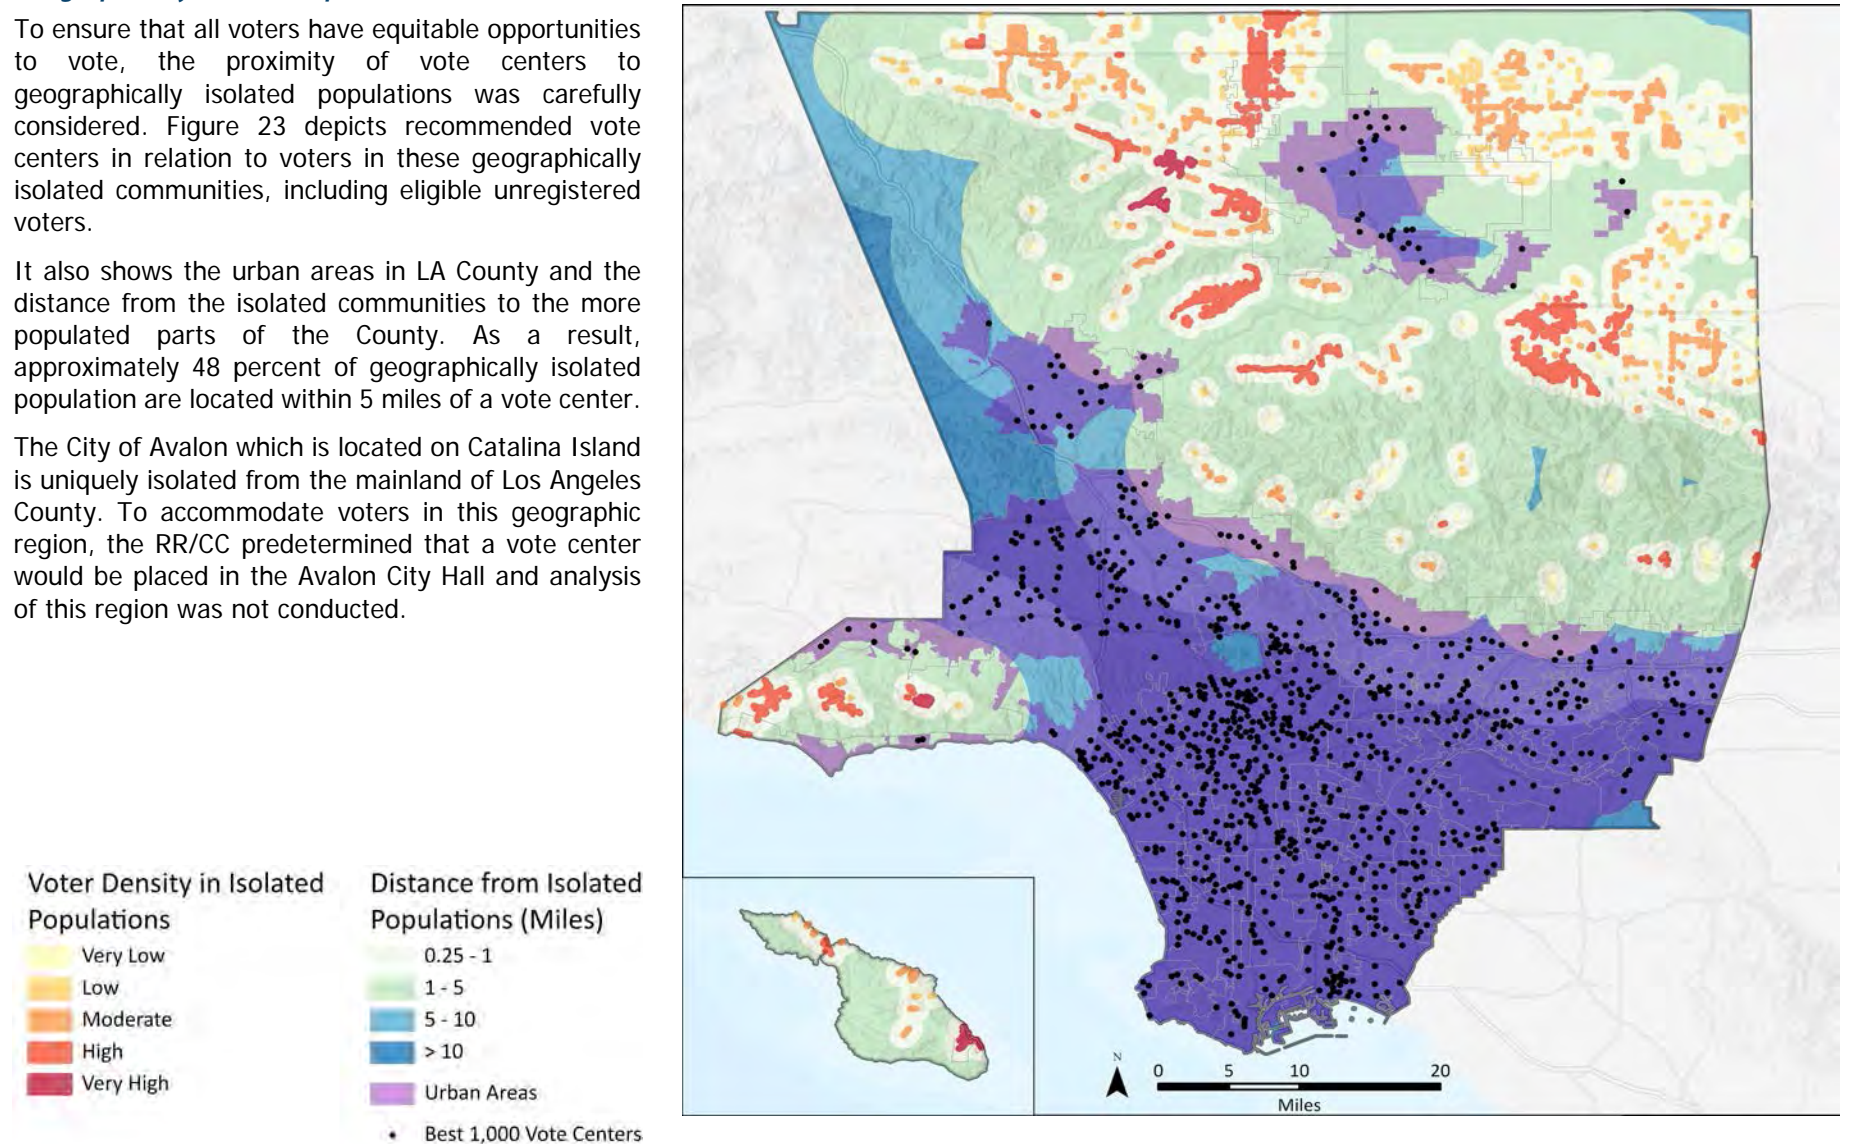 To ensure that all voters have equitable opportunities
to vote, the proximity of vote centers to
geographically isolated populations was carefully
considered. Figure 23 depicts recommended vote
centers in relation to voters in these geographically
isolated communities, including eligible unregistered
voters.
It also shows the urban areas in LA County and the
distance from the isolated communities to the more
populated parts of the County. As a result,
approximately 48 percent of geographically isolated
population are located within 5 miles of a vote center.
The City of Avalon which is located on Catalina Island
is uniquely isolated from the mainland of Los Angeles
County. To accommodate voters in this geographic
region, the RR/CC predetermined that a vote center
would be placed in the Avalon City Hall and analysis
of this region was not conducted.
Voter Density in Isolated
Populations
Very Low
Low
Moderate
High
Very High
Distance from Isolated
Populations (Miles)
0.25 - 1
1 - 5
5 - 10
> 10
Urban Areas
Best 1,000 Vote Centers
N
0 5 10 20
Miles